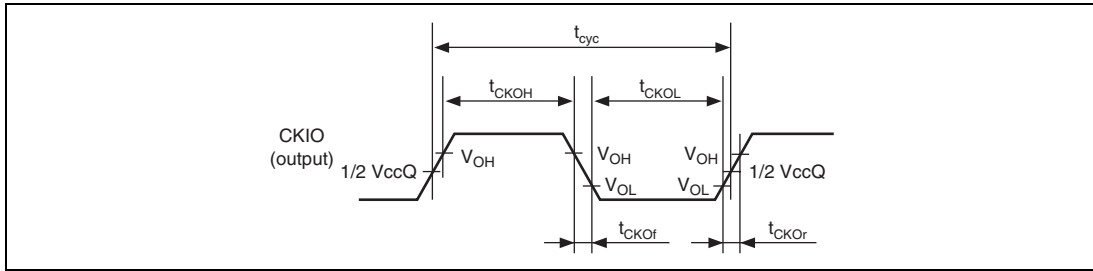 tcyc
tCKOH
tCKOL
CKIO
(output)
1/2 VccQ
VOH
VOH
VOL
VOH
VOL
1/2 VccQ
tCKOf
tCKOr